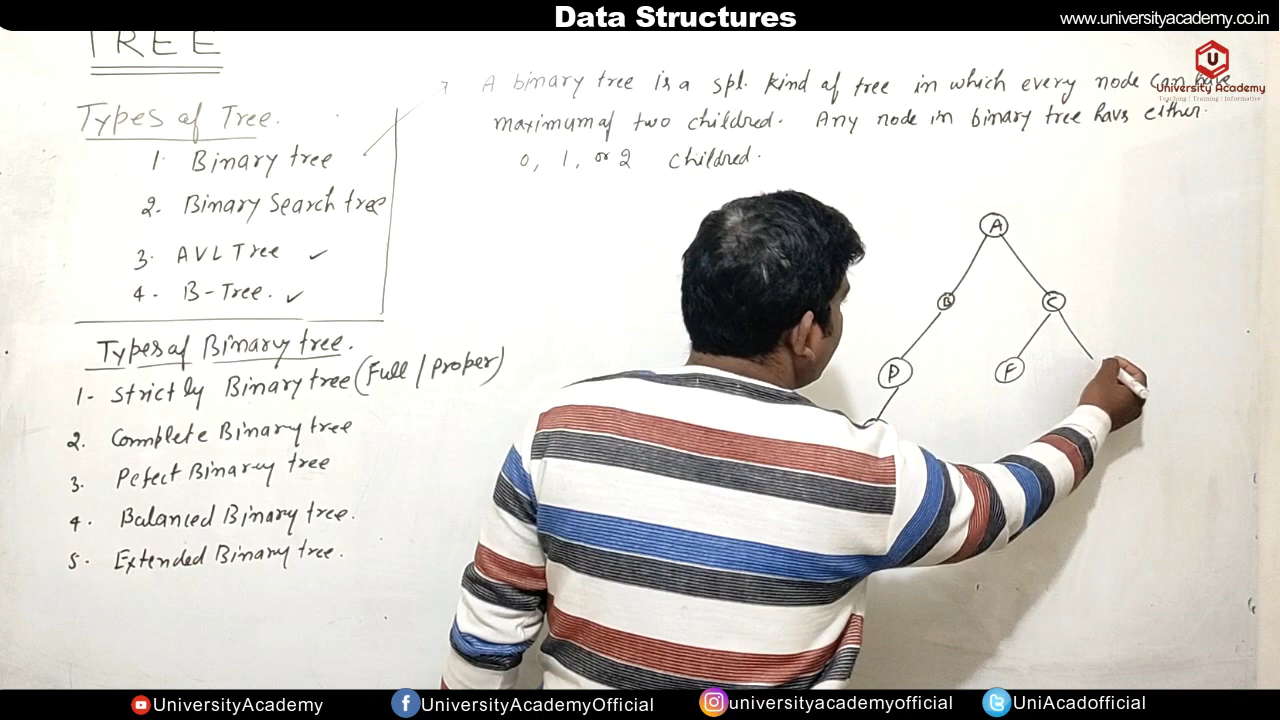 Data Structures
www.universityacademy.co.in
TREE
University Academy
Teaching | Training | Informative
A binary tree is a spl. kind of tree in which every node can have
maximum of two childred. Any node in binary tree havs either
0, 1, or 2 childred.
Types of Tree.
1. Binary tree
2. Binary Search tree
3. AVL Tree ✓
4. B-Tree. ✓
Types of Binary tree.
1- Strictly Binary tree (Full / Proper)
2. Complete Binary tree
3. Pefect Binary tree
4. Balanced Binary tree.
5. Extended Binary tree.
A
B C
D F
UniversityAcademy
UniversityAcademyOfficial
universityacademyofficial
UniAcadofficial